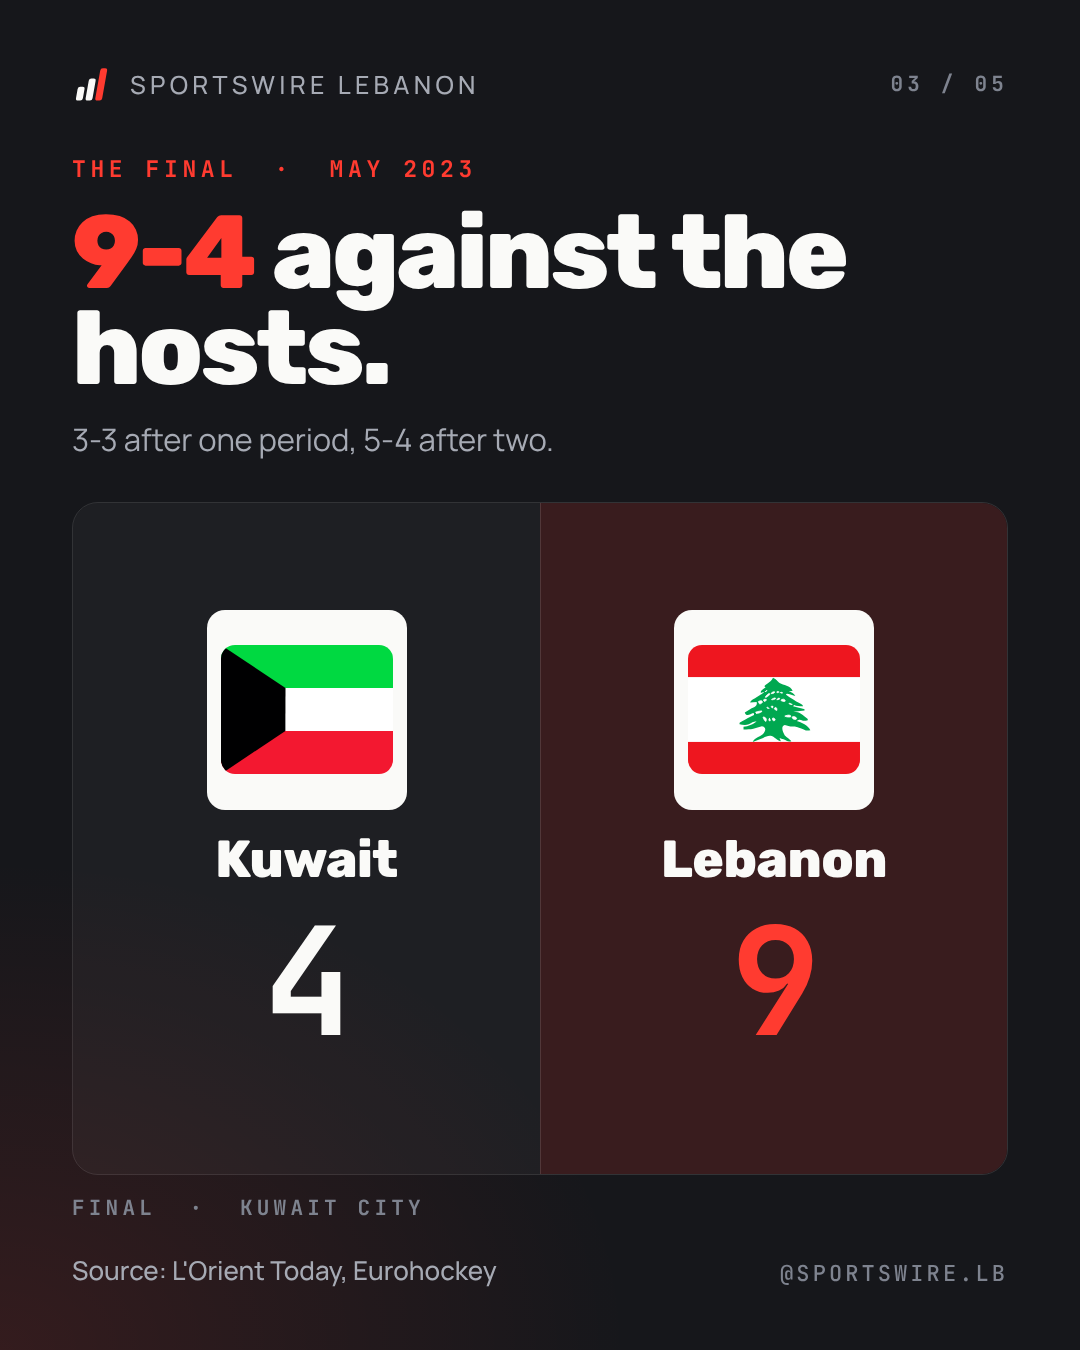 SPORTSWIRE LEBANON
03 / 05
THE FINAL · MAY 2023
9-4 against the
hosts.
3-3 after one period, 5-4 after two.
Kuwait
4
Lebanon
9
FINAL · KUWAIT CITY
Source: L'Orient Today, Eurohockey
@SPORTSWIRE.LB